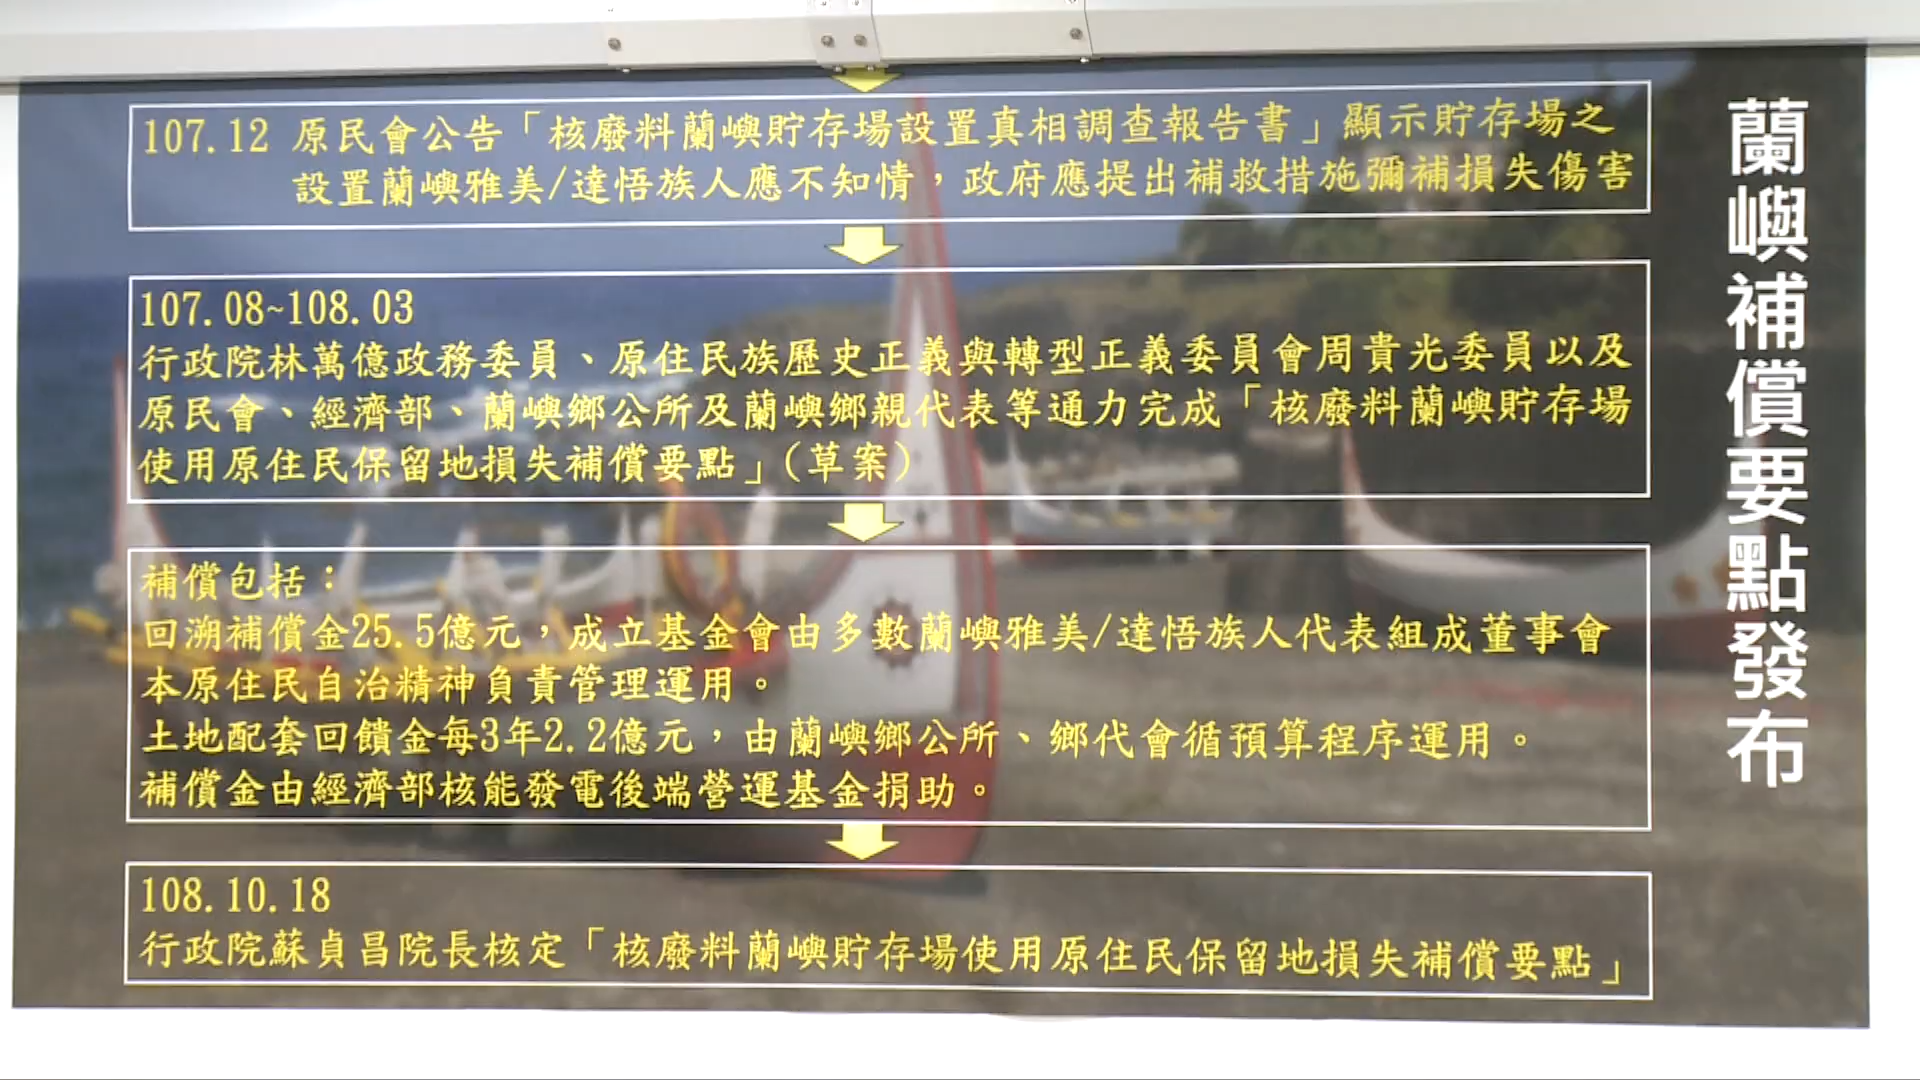 蘭嶼補償要點發布
107.12 原民會公告「核廢料蘭嶼貯存場設置真相調查報告書」顯示貯存場之
設置蘭嶼雅美/達悟族人應不知情，政府應提出補救措施彌補損失傷害
107.08~108.03
行政院林萬億政務委員、原住民族歷史正義與轉型正義委員會周貴光委員以及
原民會、經濟部、蘭嶼鄉公所及蘭嶼鄉親代表等通力完成「核廢料蘭嶼貯存場
使用原住民保留地損失補償要點」(草案)
補償包括：
回溯補償金25.5億元，成立基金會由多數蘭嶼雅美/達悟族人代表組成董事會
本原住民自治精神負責管理運用。
土地配套回饋金每3年2.2億元，由蘭嶼鄉公所、鄉代會循預算程序運用。
補償金由經濟部核能發電後端營運基金捐助。
108.10.18
行政院蘇貞昌院長核定「核廢料蘭嶼貯存場使用原住民保留地損失補償要點」